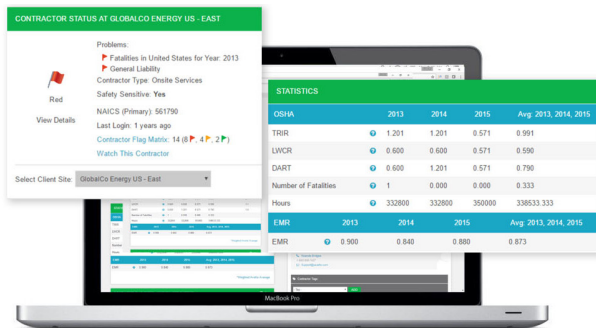 CONTRACTOR STATUS AT GLOBALCO ENERGY US - EAST
Problems:
Fatalities in United States for Year: 2013
General Liability
Contractor Type: Onsite Services
Safety Sensitive: Yes
NAICS (Primary): 561790
Last Login: 1 years ago
Contractor Flag Matrix: 14 (8, 4, 2)
Watch This Contractor
Red
View Details
Select Client Site: GlobalCo Energy US - East
STATISTICS
OSHA 2013 2014 2015 Avg: 2013, 2014, 2015
TRIR 1.201 1.201 0.571 0.991
LWCR 0.600 0.600 0.571 0.590
DART 0.600 1.201 0.571 0.790
Number of Fatalities 1 0.000 0.000 0.333
Hours 332800 332800 350000 338533.333
EMR 2013 2014 2015 Avg: 2013, 2014, 2015
EMR 0.900 0.840 0.880 0.873
MacBook Pro